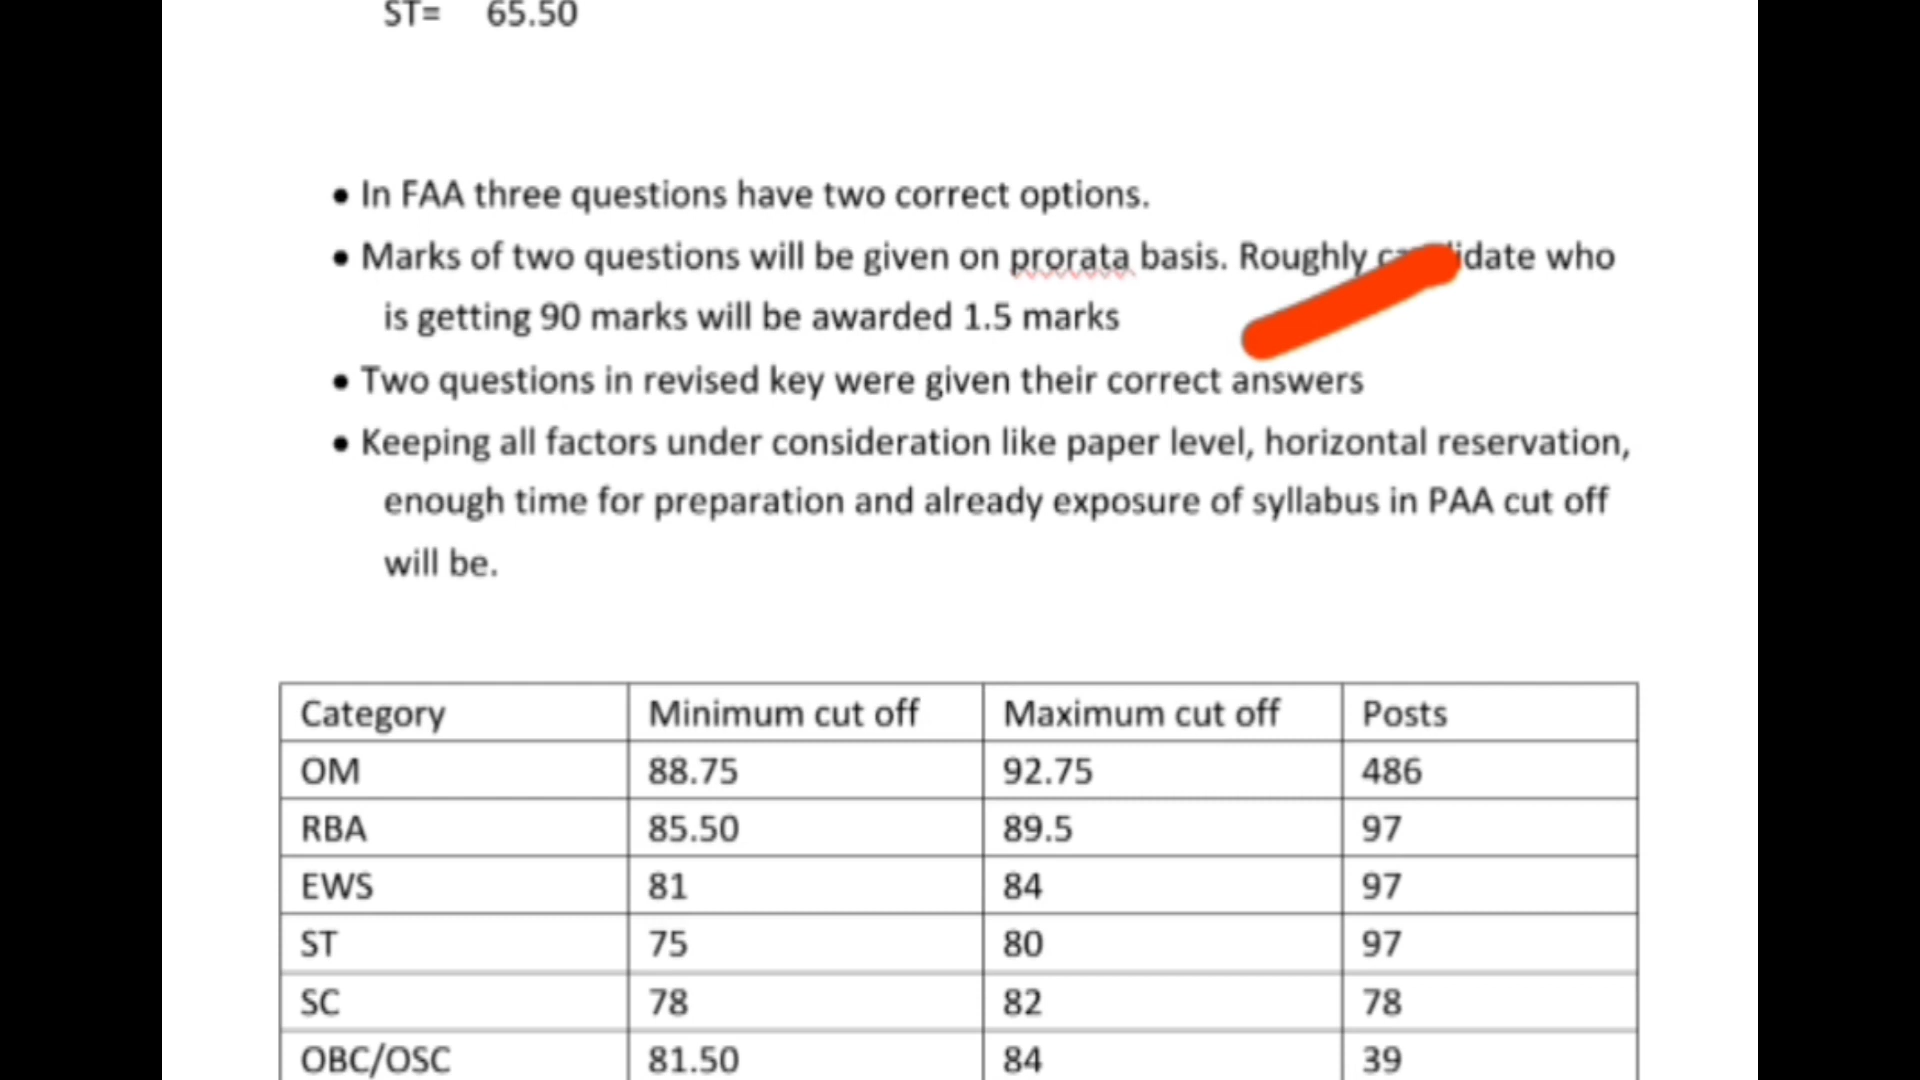 ST= 65.50
• In FAA three questions have two correct options.
• Marks of two questions will be given on prorata basis. Roughly candidate who
is getting 90 marks will be awarded 1.5 marks
• Two questions in revised key were given their correct answers
• Keeping all factors under consideration like paper level, horizontal reservation,
enough time for preparation and already exposure of syllabus in PAA cut off
will be.
Category Minimum cut off Maximum cut off Posts
OM 88.75 92.75 486
RBA 85.50 89.5 97
EWS 81 84 97
ST 75 80 97
SC 78 82 78
OBC/OSC 81.50 84 39